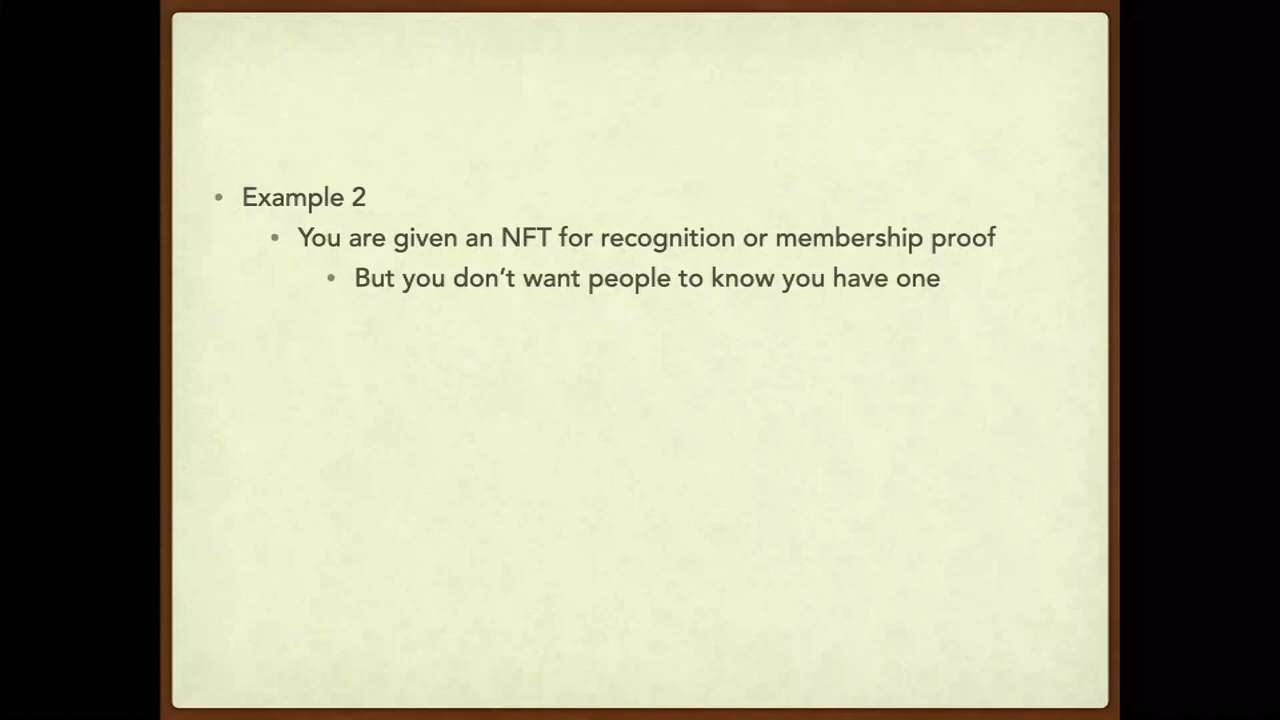 • Example 2
• You are given an NFT for recognition or membership proof
• But you don’t want people to know you have one